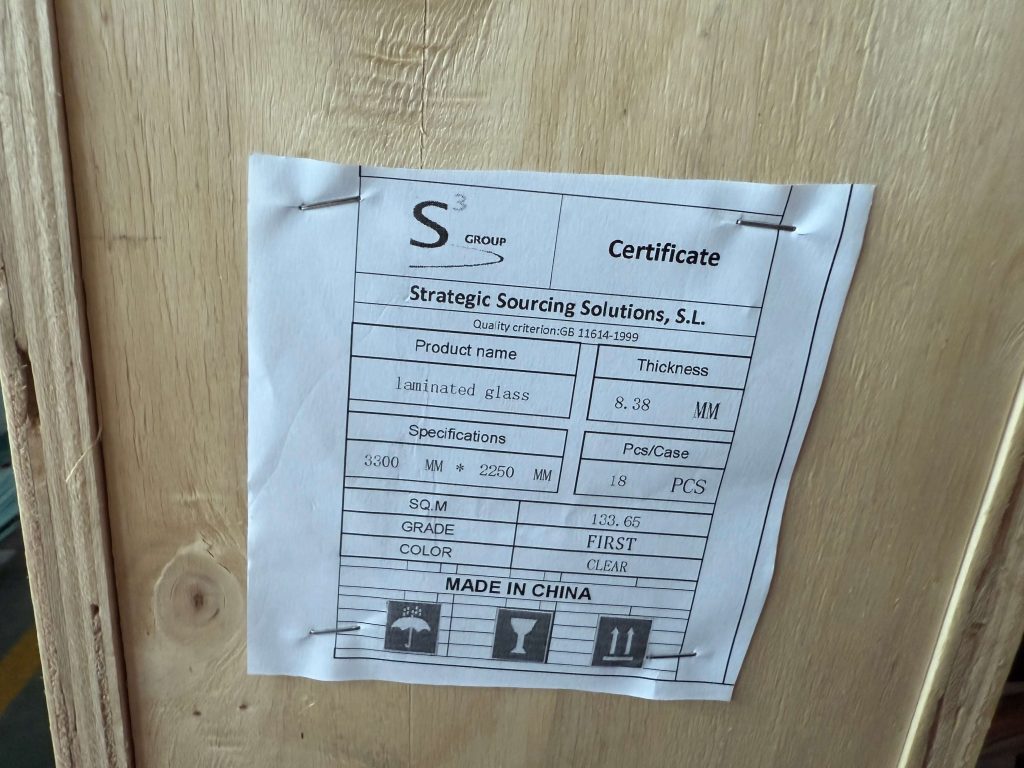 S3 GROUP
Certificate
Strategic Sourcing Solutions, S.L.
Quality criterion:GB 11614-1999
Product name
Thickness
laminated glass
8.38 MM
Specifications
Pcs/Case
3300 MM * 2250 MM
18 PCS
SQ.M 133.65
GRADE FIRST
COLOR CLEAR
MADE IN CHINA